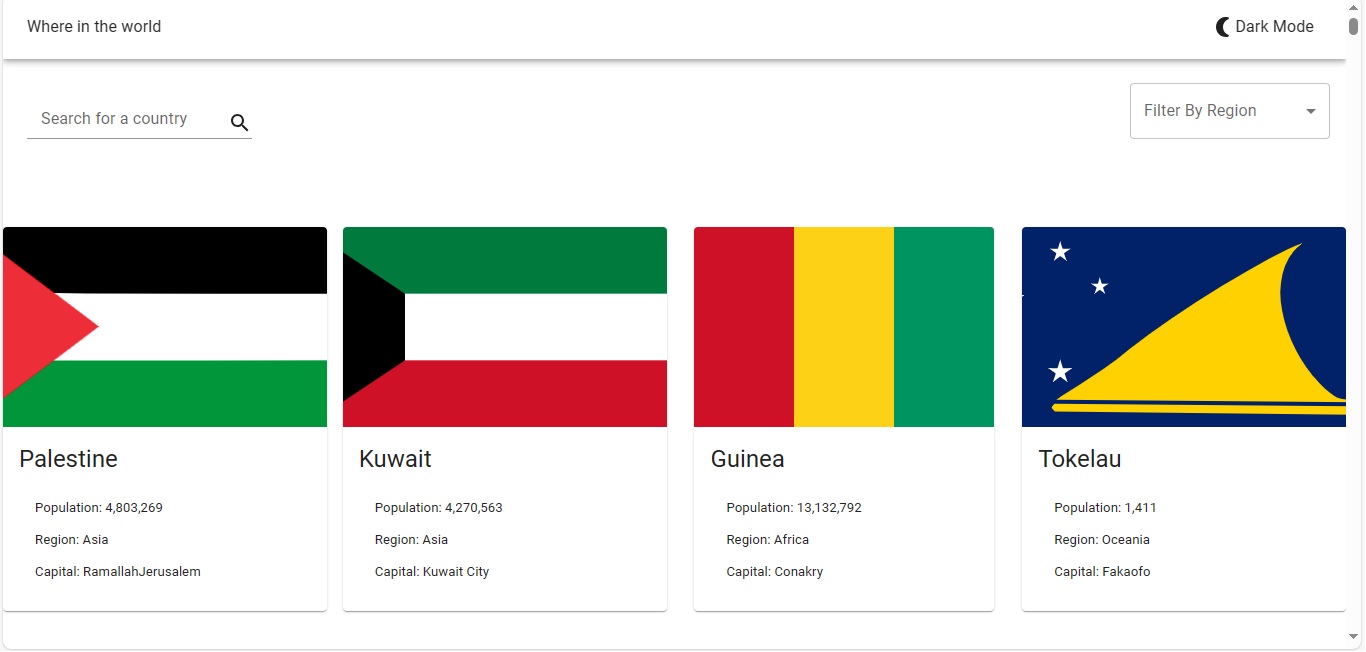 Where in the world
Dark Mode
Search for a country
Filter By Region
Palestine
Population: 4,803,269
Region: Asia
Capital: RamallahJerusalem
Kuwait
Population: 4,270,563
Region: Asia
Capital: Kuwait City
Guinea
Population: 13,132,792
Region: Africa
Capital: Conakry
Tokelau
Population: 1,411
Region: Oceania
Capital: Fakaofo